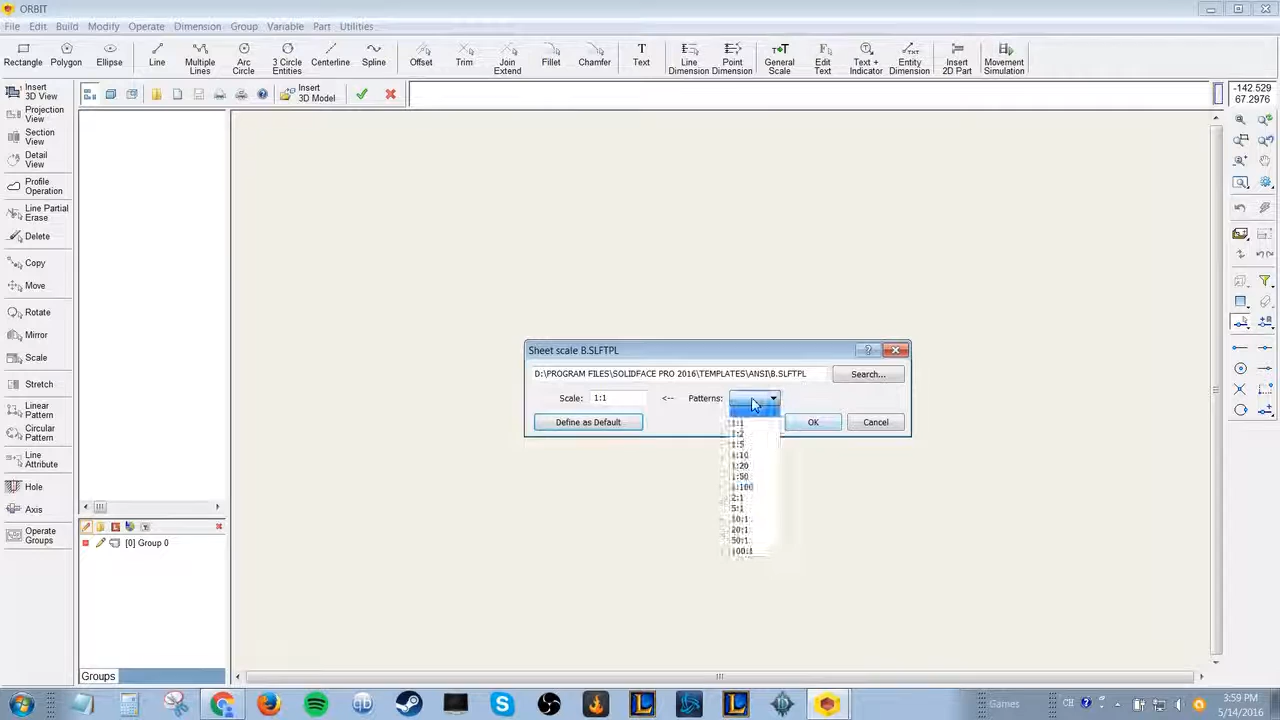 ORBIT
File Edit Build Modify Operate Dimension Group Variable Part Utilities
Rectangle Polygon Ellipse Line Multiple Lines Arc Circle 3 Circle Entities Centerline Spline Offset Trim Join Extend Fillet Chamfer Text Line Dimension Point Dimension General Scale Edit Text Text + Indicator Entity Dimension Insert 2D Part Movement Simulation
Insert 3D View
Insert 3D Model
-142.529
67.2976
Projection View
Section View
Detail View
Profile Operation
Line Partial Erase
Delete
Copy
Move
Rotate
Mirror
Scale
Stretch
Linear Pattern
Circular Pattern
Line Attribute
Hole
Axis
Operate Groups
Sheet scale B.SLFTPL
D:\PROGRAM FILES\SOLIDFACE PRO 2016\TEMPLATES\ANSI\B.SLFTPL
Search...
Scale: 1:1 <-- Patterns:
Define as Default OK Cancel
1:1
1:2
1:5
1:10
1:20
1:50
1:100
2:1
5:1
10:1
20:1
50:1
100:1
[0] Group 0
Groups
Games
CH
3:59 PM
5/14/2016